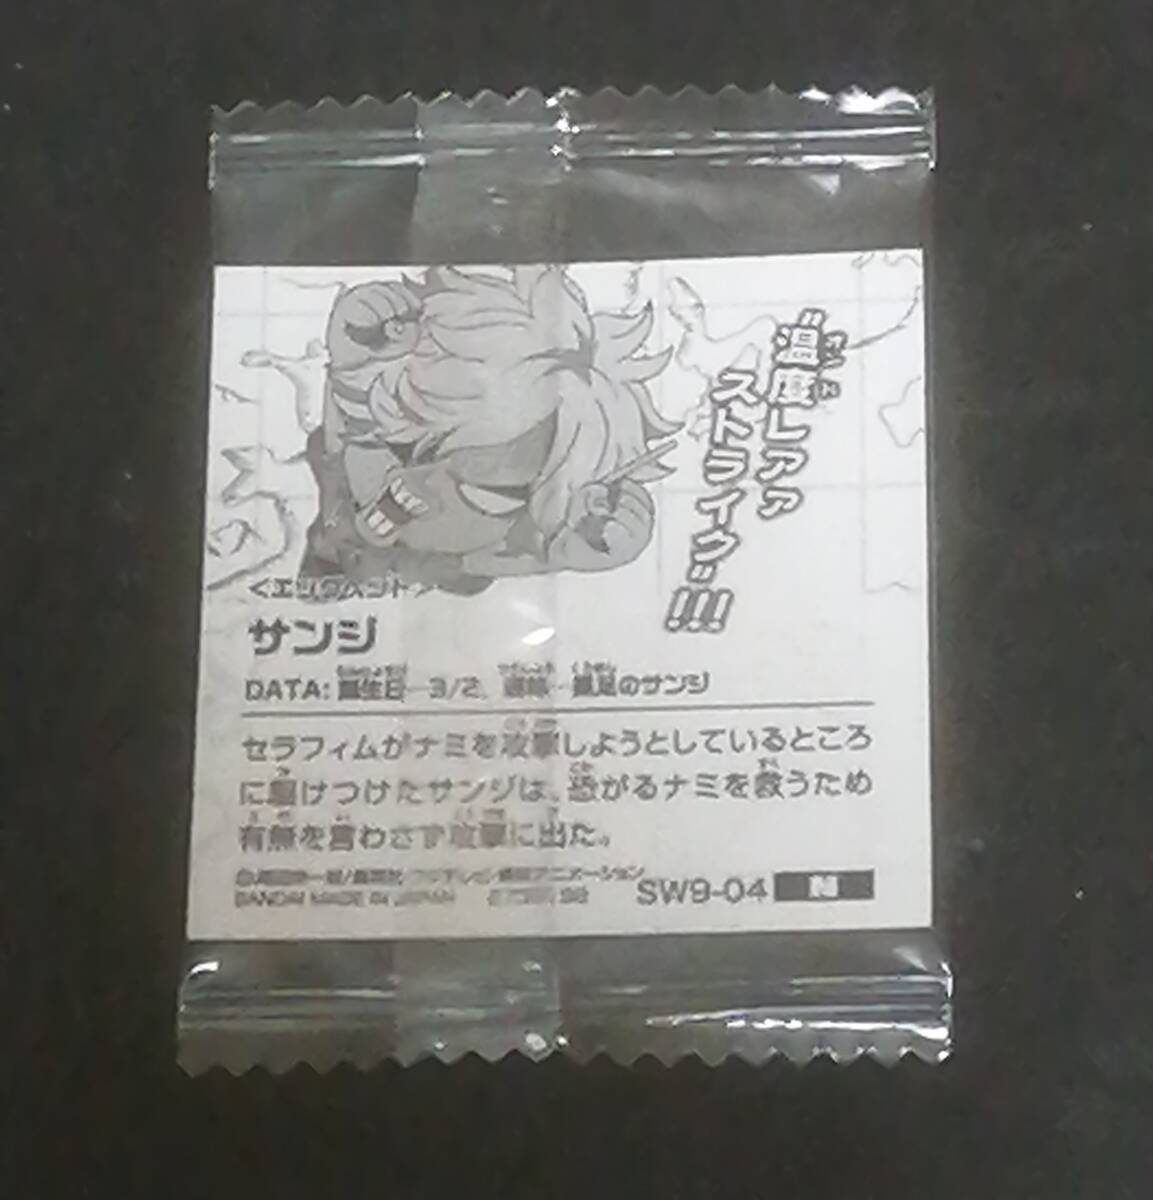 "温度レアァ
オンド
ストライク"!!!
<エッグヘッド>
サンジ
DATA: 誕生日…3/2、異名…黒足のサンジ
セラフィムがナミを攻撃しようとしているところ
に駆けつけたサンジは、恐がるナミを救うため
有無を言わさず攻撃に出た。
BANDAI MADE IN JAPAN
SW9-04 N